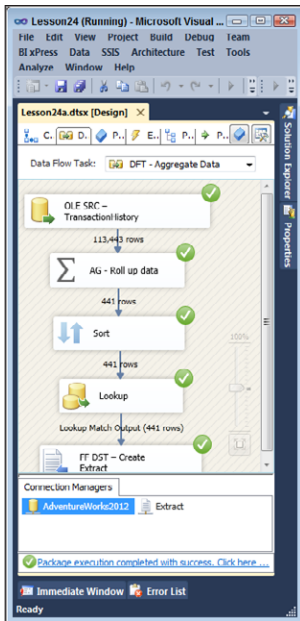 Lesson24 (Running) - Microsoft Visual ...
File Edit View Project Build Debug Team
BI xPress Data SSIS Architecture Test Tools
Analyze Window Help
Lesson24a.dtsx [Design] X
C. D. P.. E.. P.. P..
Data Flow Task: DFT - Aggregate Data
OLE SRC –
TransactionHistory
113,443 rows
Σ AG - Roll up data
441 rows
Sort
441 rows
Lookup
Lookup Match Output (441 rows)
FF DST – Create
Extract
100%
Connection Managers
AdventureWorks2012 Extract
Package execution completed with success. Click here ...
Immediate Window Error List
Ready
Solution Explorer
Properties